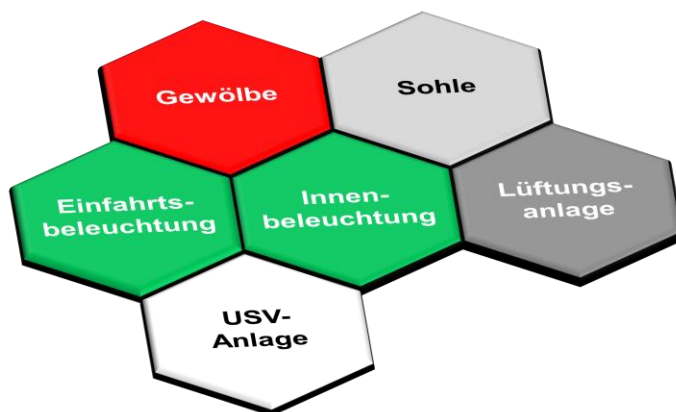 Gewölbe
Sohle
Einfahrts-
beleuchtung
Innen-
beleuchtung
Lüftungs-
anlage
USV-
Anlage